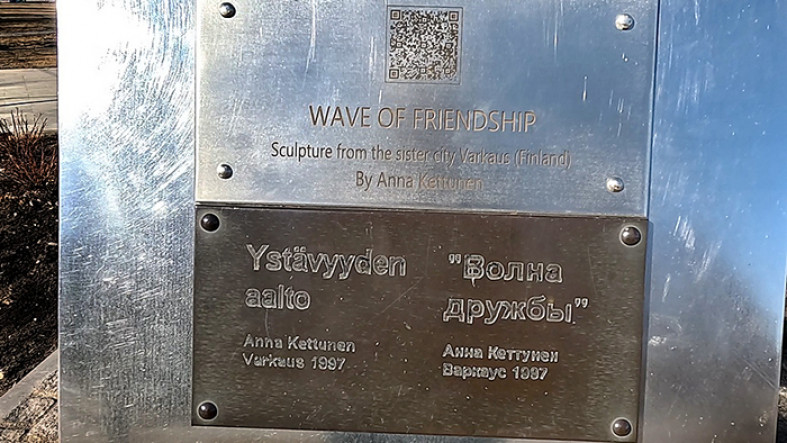 WAVE OF FRIENDSHIP
Sculpture from the sister city Varkaus (Finland)
By Anna Kettunen
Ystävyyden
aalto
Anna Kettunen
Varkaus 1997
"Волна
дружбы"
Анна Кеттунен
Варкаус 1997